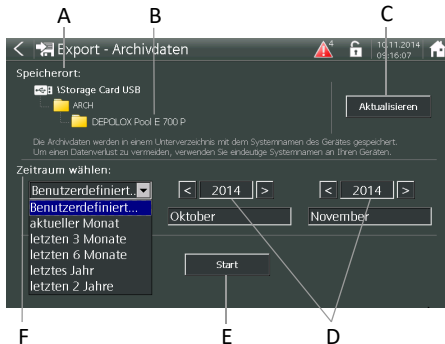 A B C
Export - Archivdaten 4 10.11.2014
09:16:07
Speicherort:
\Storage Card USB
ARCH
DEPOLOX Pool E 700 P
Aktualisieren
Die Archivdaten werden in einem Unterverzeichnis mit dem Systemnamen des Gerätes gespeichert.
Um einen Datenverlust zu vermeiden, verwenden Sie eindeutige Systemnamen an Ihren Geräten.
Zeitraum wählen:
Benutzerdefiniert.. < 2014 > < 2014 >
Benutzerdefiniert...
Oktober November
aktueller Monat
letzten 3 Monate
letzten 6 Monate
letztes Jahr
letzten 2 Jahre
Start
F E D